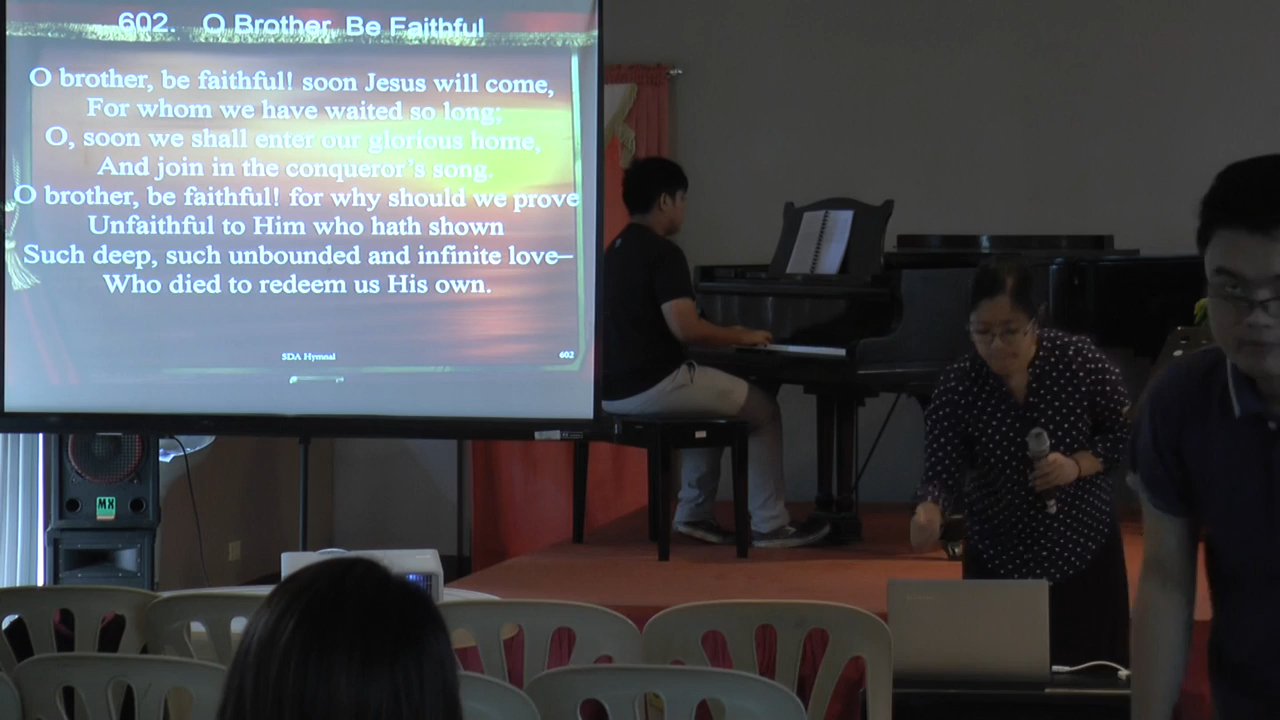 602. O Brother, Be Faithful
O brother, be faithful! soon Jesus will come,
For whom we have waited so long;
O, soon we shall enter our glorious home,
And join in the conqueror's song.
O brother, be faithful! for why should we prove
Unfaithful to Him who hath shown
Such deep, such unbounded and infinite love–
Who died to redeem us His own.
SDA Hymnal 602
MX